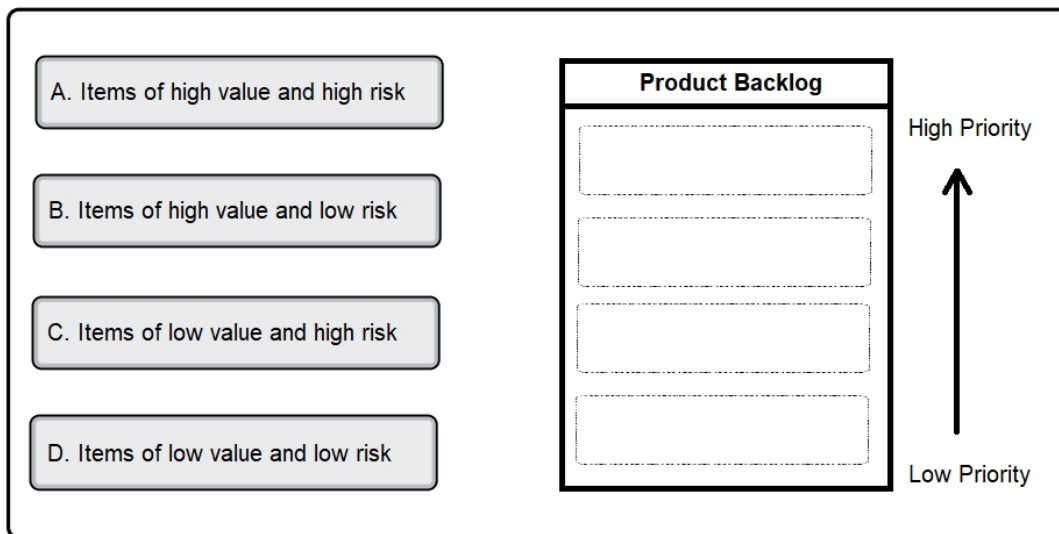 A. Items of high value and high risk
B. Items of high value and low risk
C. Items of low value and high risk
D. Items of low value and low risk
Product Backlog
High Priority
Low Priority